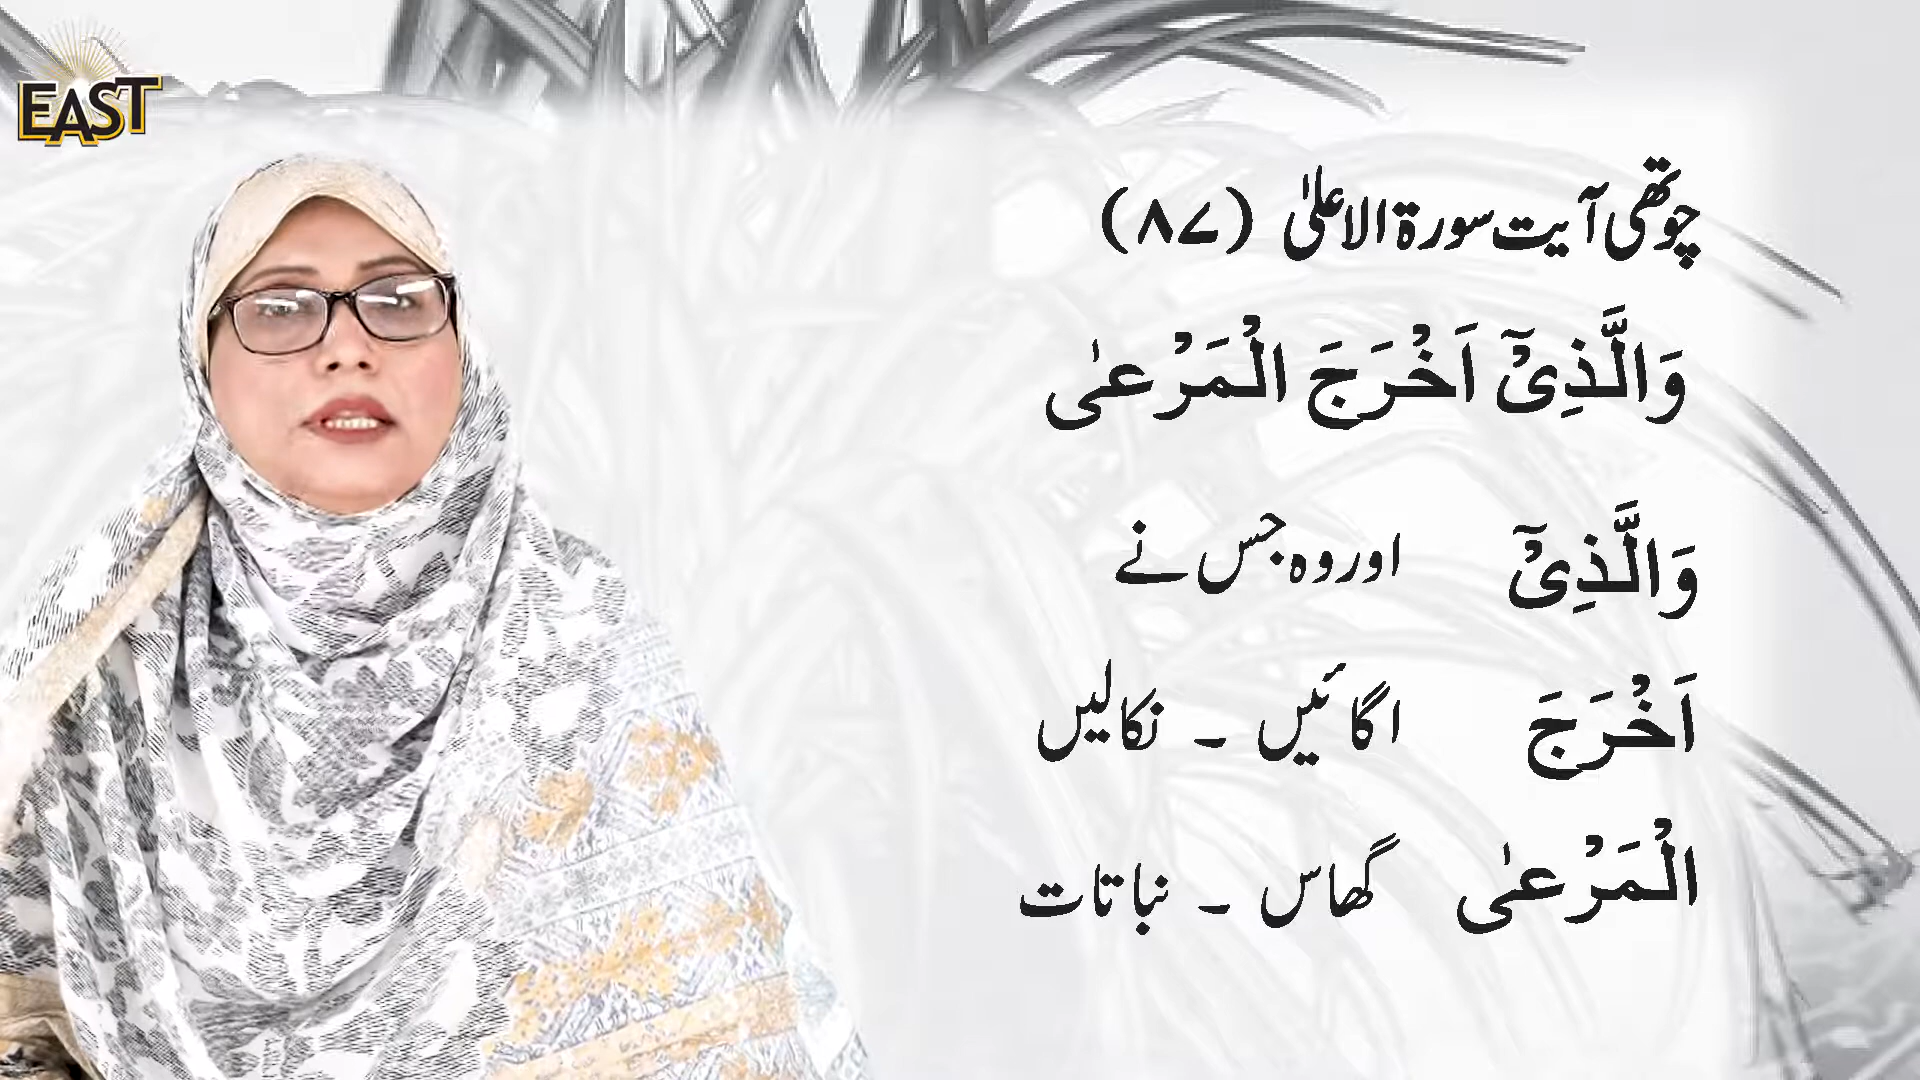 EAST
چوتھی آیت سورۃ الاعلیٰ (۸۷)
وَالَّذِیْۤ اَخْرَجَ الْمَرْعٰی
وَالَّذِیْۤ اور وہ جس نے
اَخْرَجَ اگائیں ۔ نکالیں
الْمَرْعٰی گھاس ۔ نباتات